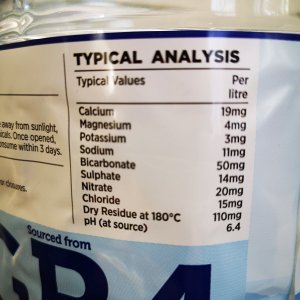 TYPICAL ANALYSIS
Typical Values Per
litre
Calcium 19mg
Magnesium 4mg
Potassium 3mg
Sodium 11mg
Bicarbonate 50mg
Sulphate 14mg
Nitrate 20mg
Chloride 15mg
Dry Residue at 180°C 110mg
pH (at source) 6.4
away from sunlight,
Once opened,
consume within 3 days.
closures.
Sourced from